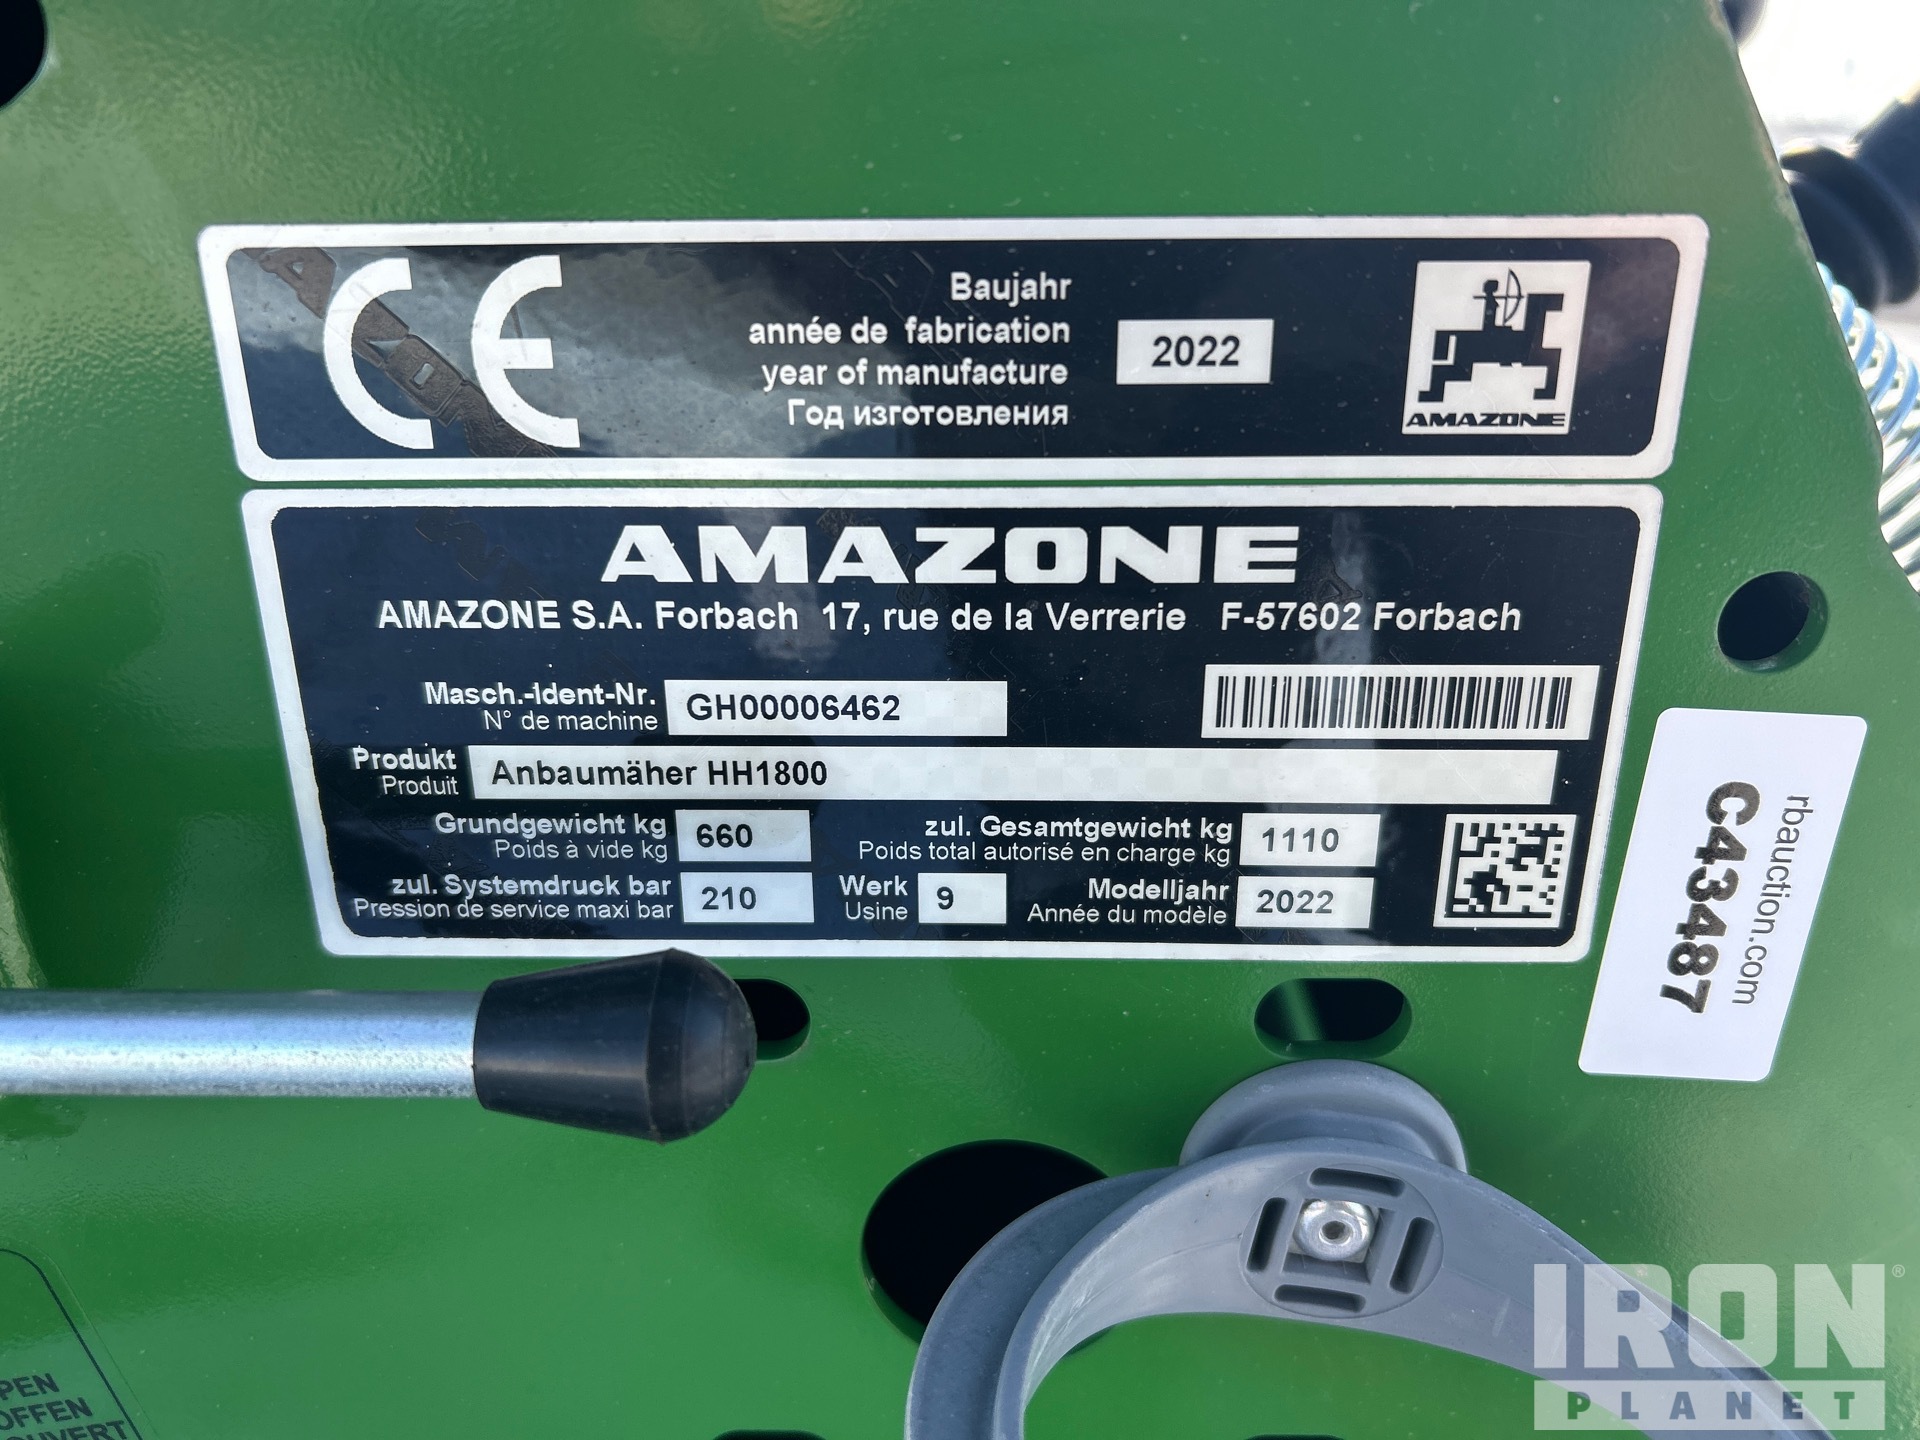 CE
Baujahr
année de fabrication
year of manufacture
Год изготовления
2022
AMAZONE
AMAZONE
AMAZONE S.A. Forbach 17, rue de la Verrerie F-57602 Forbach
Masch.-Ident-Nr.
N° de machine
GH00006462
Produkt
Produit
Anbaumäher HH1800
Grundgewicht kg
Poids à vide kg
660
zul. Gesamtgewicht kg
Poids total autorisé en charge kg
1110
zul. Systemdruck bar
Pression de service maxi bar
210
Werk
Usine
9
Modelljahr
Année du modèle
2022
rbauction.com
C43487
IRON
PLANET